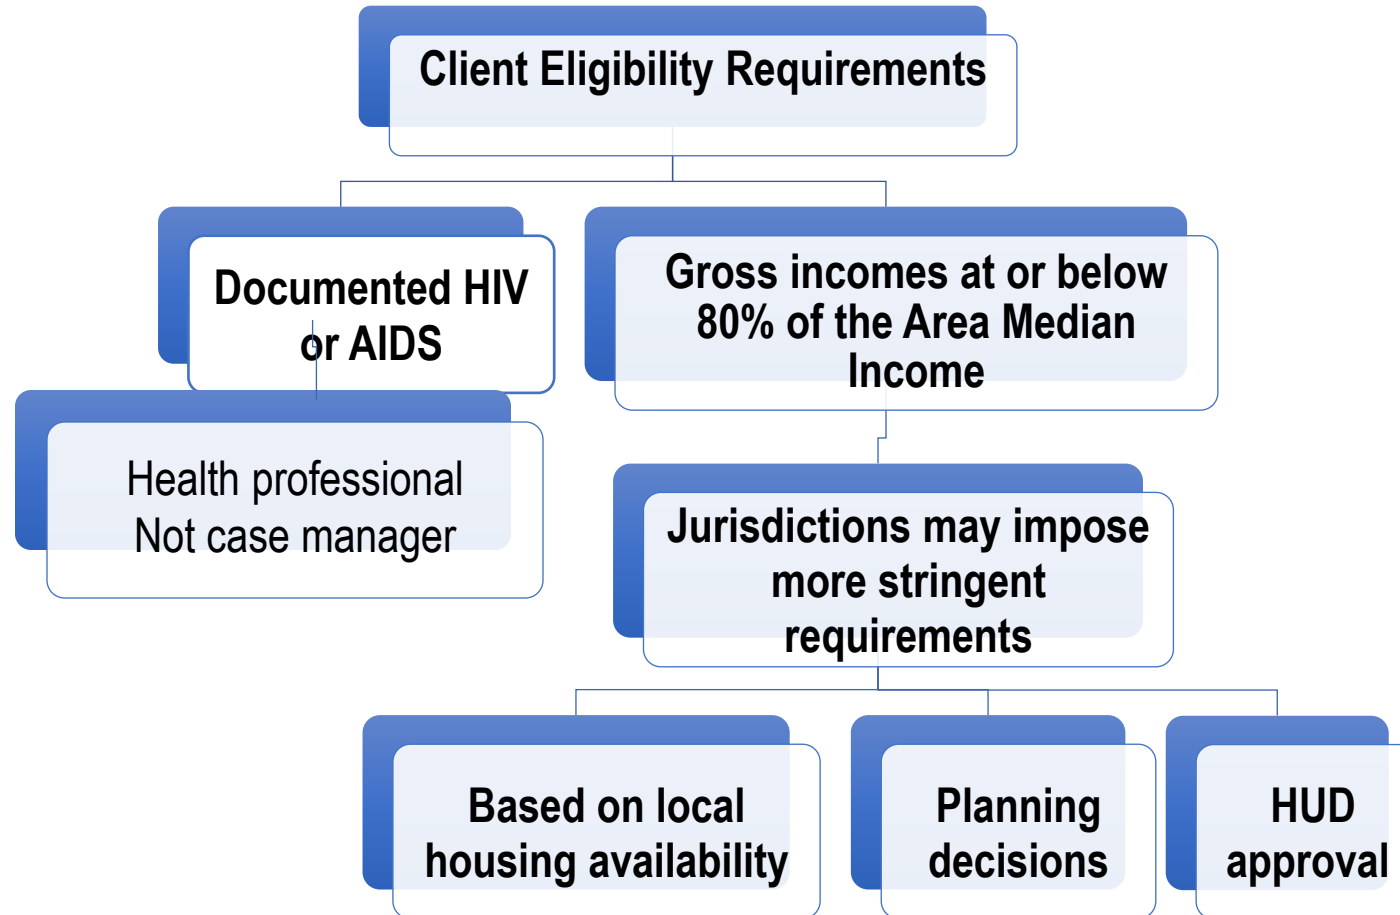 Client Eligibility Requirements
Documented HIV
or AIDS
Gross incomes at or below
80% of the Area Median
Income
Health professional
Not case manager
Jurisdictions may impose
more stringent
requirements
Based on local
housing availability
Planning
decisions
HUD
approval